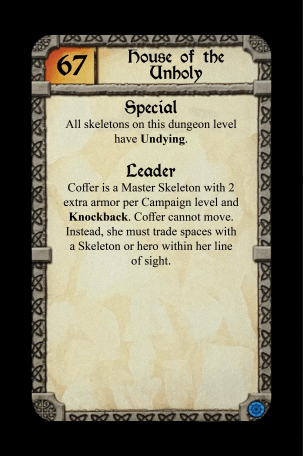 67
House of the
Unholy
Special
All skeletons on this dungeon level
have Undying.
Leader
Coffer is a Master Skeleton with 2
extra armor per Campaign level and
Knockback. Coffer cannot move.
Instead, she must trade spaces with
a Skeleton or hero within her line
of sight.